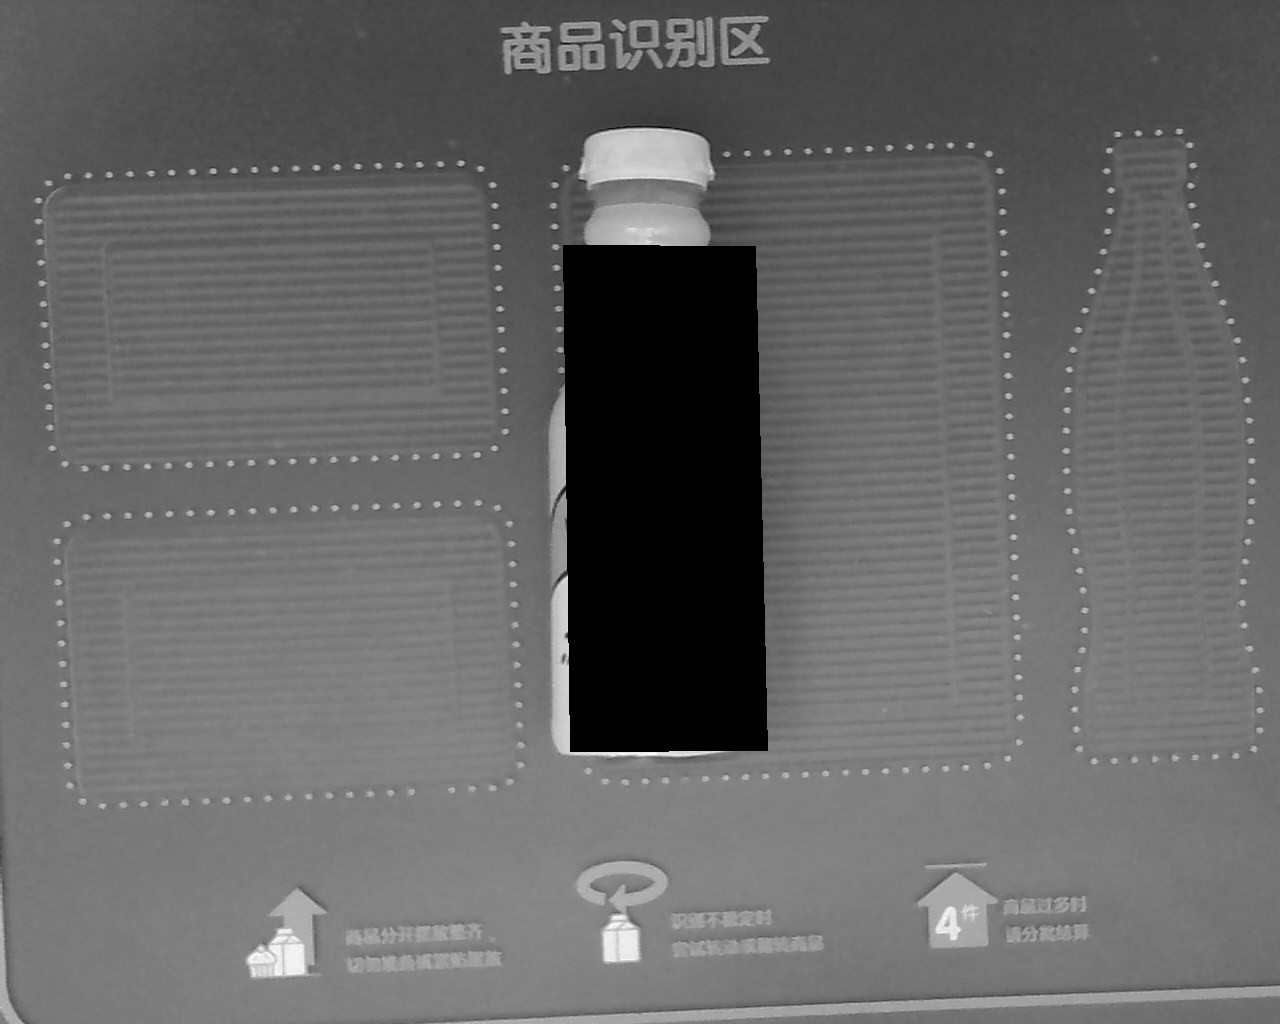 商品识别区
商品分开摆放整齐、
切勿堆叠或紧贴摆放
识别不稳定时
尝试转动或翻转商品
4件
商品过多时
请分批结算